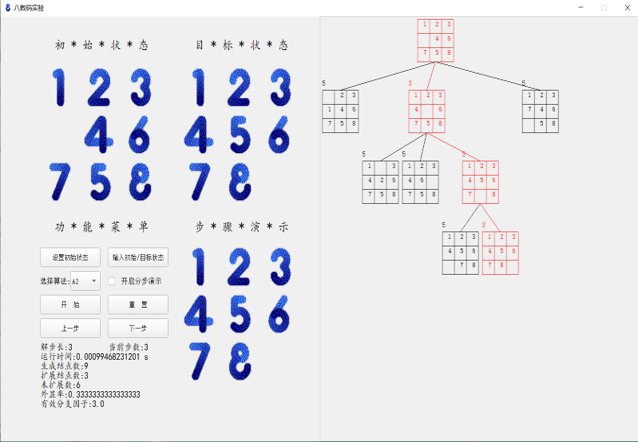 八数码实验
初 * 始 * 状 * 态
目 * 标 * 状 * 态
1 2 3
4 6
7 5 8
1 2 3
4 5 6
7 8
功 * 能 * 菜 * 单
步 * 骤 * 演 * 示
设置初始状态
输入初始/目标状态
选择算法: A2
开启分步演示
开 始
重 置
上一步
下一步
解步长:3
当前步数:3
运行时间:0.00099468231201 s
生成结点数:9
扩展结点数:3
未扩展数:6
外显率:0.3333333333333333
有效分支因子:3.0
1 2 3
4 5 6
7 8
1 2 3
4 6
7 5 8
5
2 3
1 4 6
7 5 8
3
1 2 3
4 6
7 5 8
5
1 2 3
7 4 6
5 8
5
1 3
4 2 6
7 5 8
5
1 2 3
4 6
7 5 8
3
1 2 3
4 5 6
7 8
5
1 2 3
4 5 6
7 8
3
1 2 3
4 5 6
7 8